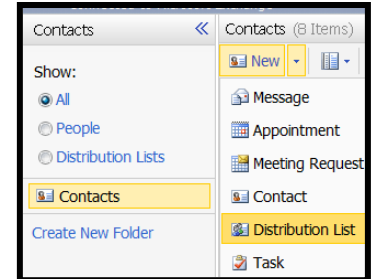 Contacts
Show:
All
People
Distribution Lists
Contacts
Create New Folder
Contacts (8 Items)
New
Message
Appointment
Meeting Request
Contact
Distribution List
Task